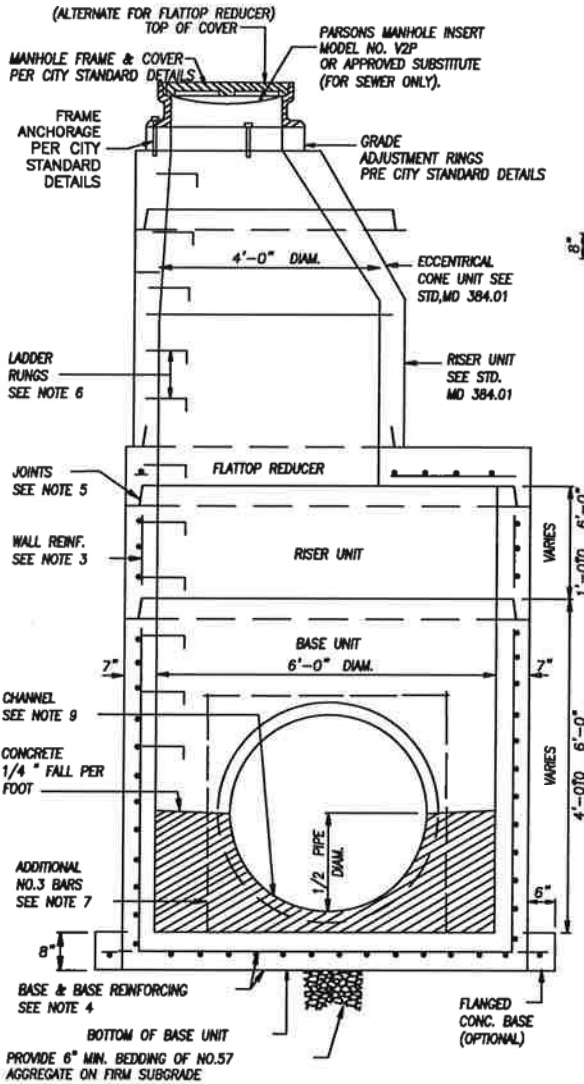 (ALTERNATE FOR FLATTOP REDUCER)
TOP OF COVER
MANHOLE FRAME & COVER
PER CITY STANDARD DETAILS
PARSONS MANHOLE INSERT
MODEL NO. V2P
OR APPROVED SUBSTITUTE
(FOR SEWER ONLY).
FRAME
ANCHORAGE
PER CITY
STANDARD
DETAILS
GRADE
ADJUSTMENT RINGS
PRE CITY STANDARD DETAILS
8"
4'-0" DIAM.
ECCENTRICAL
CONE UNIT SEE
STD,MD 384.01
LADDER
RUNGS
SEE NOTE 6
RISER UNIT
SEE STD.
MD 384.01
FLATTOP REDUCER
JOINTS
SEE NOTE 5
WALL REINF.
SEE NOTE 3
RISER UNIT
VARIES
1'-0TO 6'-0"
BASE UNIT
6'-0" DIAM.
7"
7"
CHANNEL
SEE NOTE 9
CONCRETE
1/4 " FALL PER
FOOT
1/2 PIPE
DIAM.
VARIES
4'-0TO 6'-0"
ADDITIONAL
NO.3 BARS
SEE NOTE 7
6"
8"
BASE & BASE REINFORCING
SEE NOTE 4
FLANGED
CONC. BASE
(OPTIONAL)
BOTTOM OF BASE UNIT
PROVIDE 6" MIN. BEDDING OF NO.57
AGGREGATE ON FIRM SUBGRADE